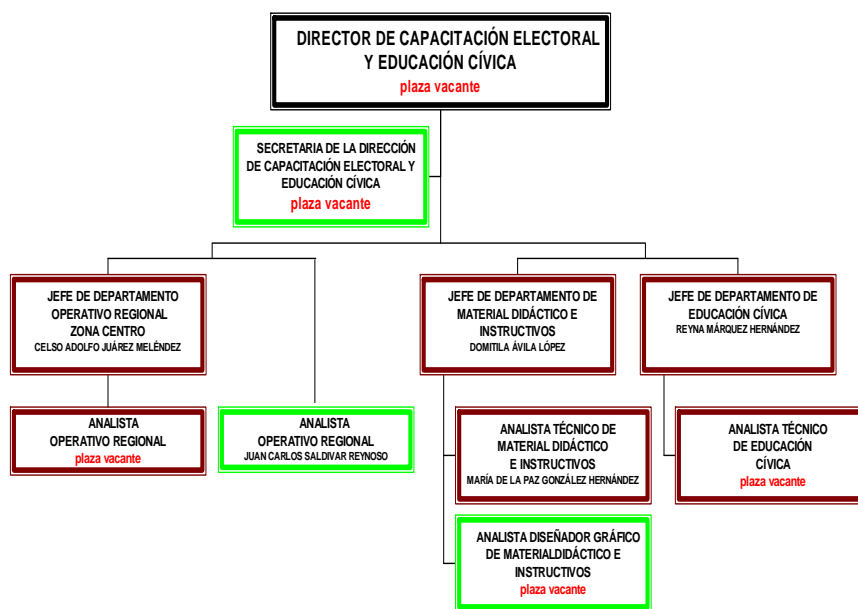 DIRECTOR DE CAPACITACIÓN ELECTORAL
Y EDUCACIÓN CÍVICA
plaza vacante
SECRETARIA DE LA DIRECCIÓN
DE CAPACITACIÓN ELECTORAL Y
EDUCACIÓN CÍVICA
plaza vacante
JEFE DE DEPARTAMENTO
OPERATIVO REGIONAL
ZONA CENTRO
CELSO ADOLFO JUÁREZ MELÉNDEZ
JEFE DE DEPARTAMENTO DE
MATERIAL DIDÁCTICO E
INSTRUCTIVOS
DOMITILA ÁVILA LÓPEZ
JEFE DE DEPARTAMENTO DE
EDUCACIÓN CÍVICA
REYNA MÁRQUEZ HERNÁNDEZ
ANALISTA
OPERATIVO REGIONAL
plaza vacante
ANALISTA
OPERATIVO REGIONAL
JUAN CARLOS SALDIVAR REYNOSO
ANALISTA TÉCNICO DE
MATERIAL DIDÁCTICO
E INSTRUCTIVOS
MARÍA DE LA PAZ GONZÁLEZ HERNÁNDEZ
ANALISTA TÉCNICO
DE EDUCACIÓN
CÍVICA
plaza vacante
ANALISTA DISEÑADOR GRÁFICO
DE MATERIALDIDÁCTICO E
INSTRUCTIVOS
plaza vacante